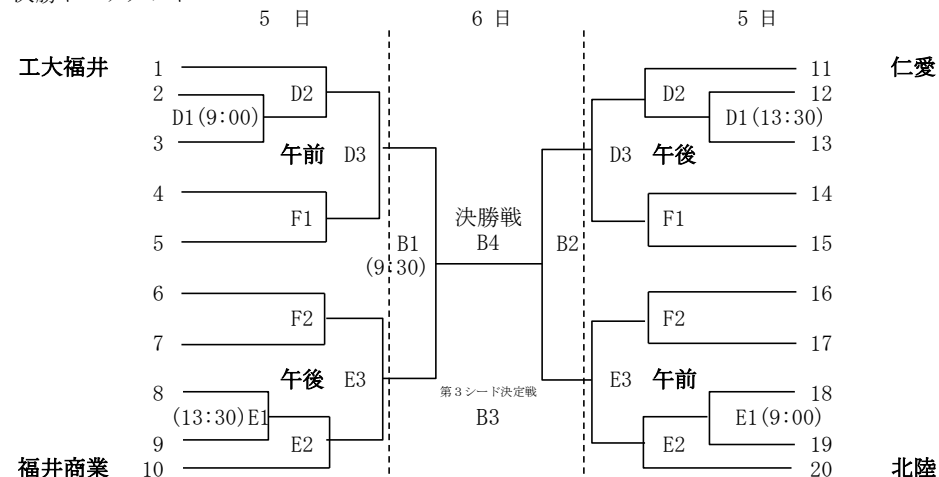 5 日 6 日 5 日
工大福井 1 11 仁愛
2 D2 D2 12
D1(9:00) D1(13:30)
3 13
午前 D3 D3 午後
4 14
F1 決勝戦 F1
5 B1 B4 B2 15
(9:30)
6 16
F2 F2
7 17
午後 E3 E3 午前
8 第3シード決定戦 18
(13:30)E1 B3 E1(9:00)
9 E2 E2 19
福井商業 10 20 北陸